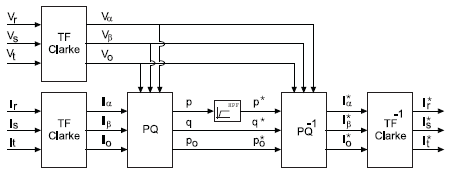 Vr
Vs
Vt
TF
Clarke
Vα
Vβ
Vo
Ir
Is
It
TF
Clarke
Iα
Iβ
Io
PQ
p
q
po
HPF
p*
q*
po*
PQ-1
Iα*
Iβ*
Io*
TF-1
Clarke
Ir*
Is*
It*